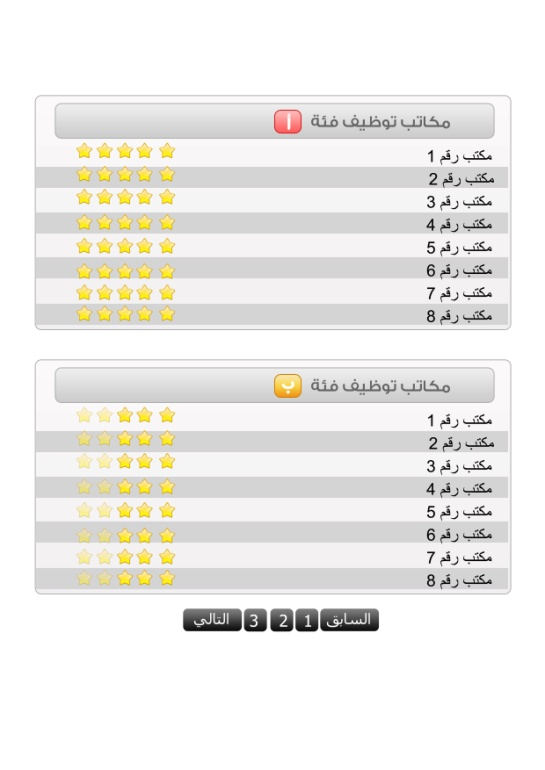 مكاتب توظيف فئة أ
مكتب رقم 1
مكتب رقم 2
مكتب رقم 3
مكتب رقم 4
مكتب رقم 5
مكتب رقم 6
مكتب رقم 7
مكتب رقم 8
مكاتب توظيف فئة ب
مكتب رقم 1
مكتب رقم 2
مكتب رقم 3
مكتب رقم 4
مكتب رقم 5
مكتب رقم 6
مكتب رقم 7
مكتب رقم 8
السابق 1 2 3 التالي